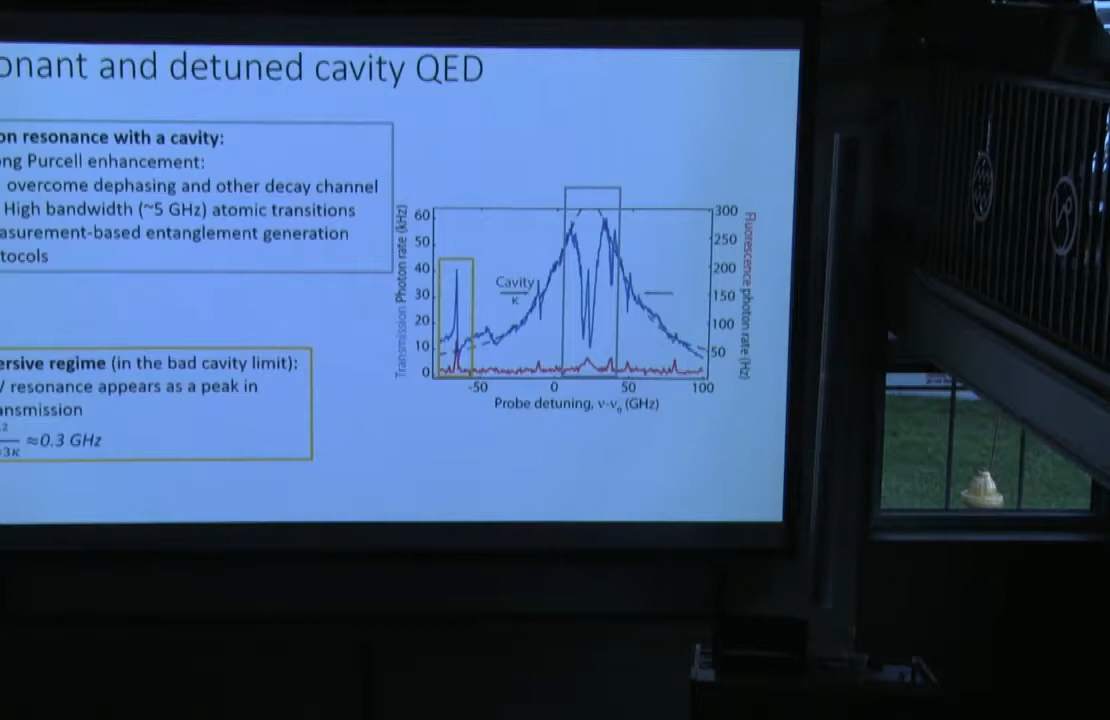 onant and detuned cavity QED
on resonance with a cavity:
ng Purcell enhancement:
overcome dephasing and other decay channel
High bandwidth (~5 GHz) atomic transitions
asurement-based entanglement generation
tocols
ersive regime (in the bad cavity limit):
/ resonance appears as a peak in
ansmission
≈0.3 GHz
Transmission Photon rate (kHz)
60
50
40
30
20
10
0
Cavity
κ
300
250
200
150
100
50
Fluorescence photon rate (Hz)
-50
0
50
100
Probe detuning, ν-ν₀ (GHz)